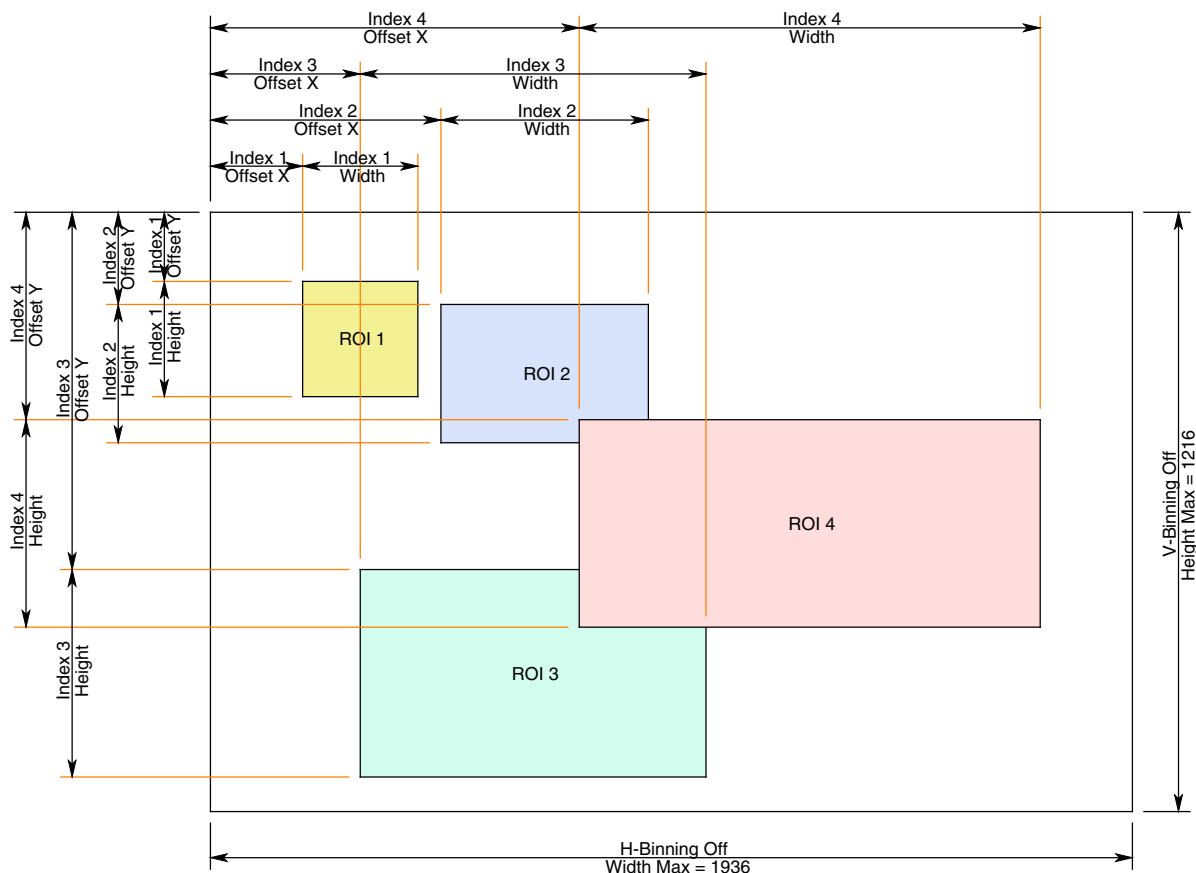 Index 4
Offset X
Index 4
Width
Index 3
Offset X
Index 3
Width
Index 2
Offset X
Index 2
Width
Index 1
Offset X
Index 1
Width
Index 4
Offset Y
Index 3
Offset Y
Index 2
Offset Y
Index 1
Offset Y
Index 4
Height
Index 3
Height
Index 2
Height
Index 1
Height
ROI 1
ROI 2
ROI 4
ROI 3
V-Binning Off
Height Max = 1216
H-Binning Off
Width Max = 1936